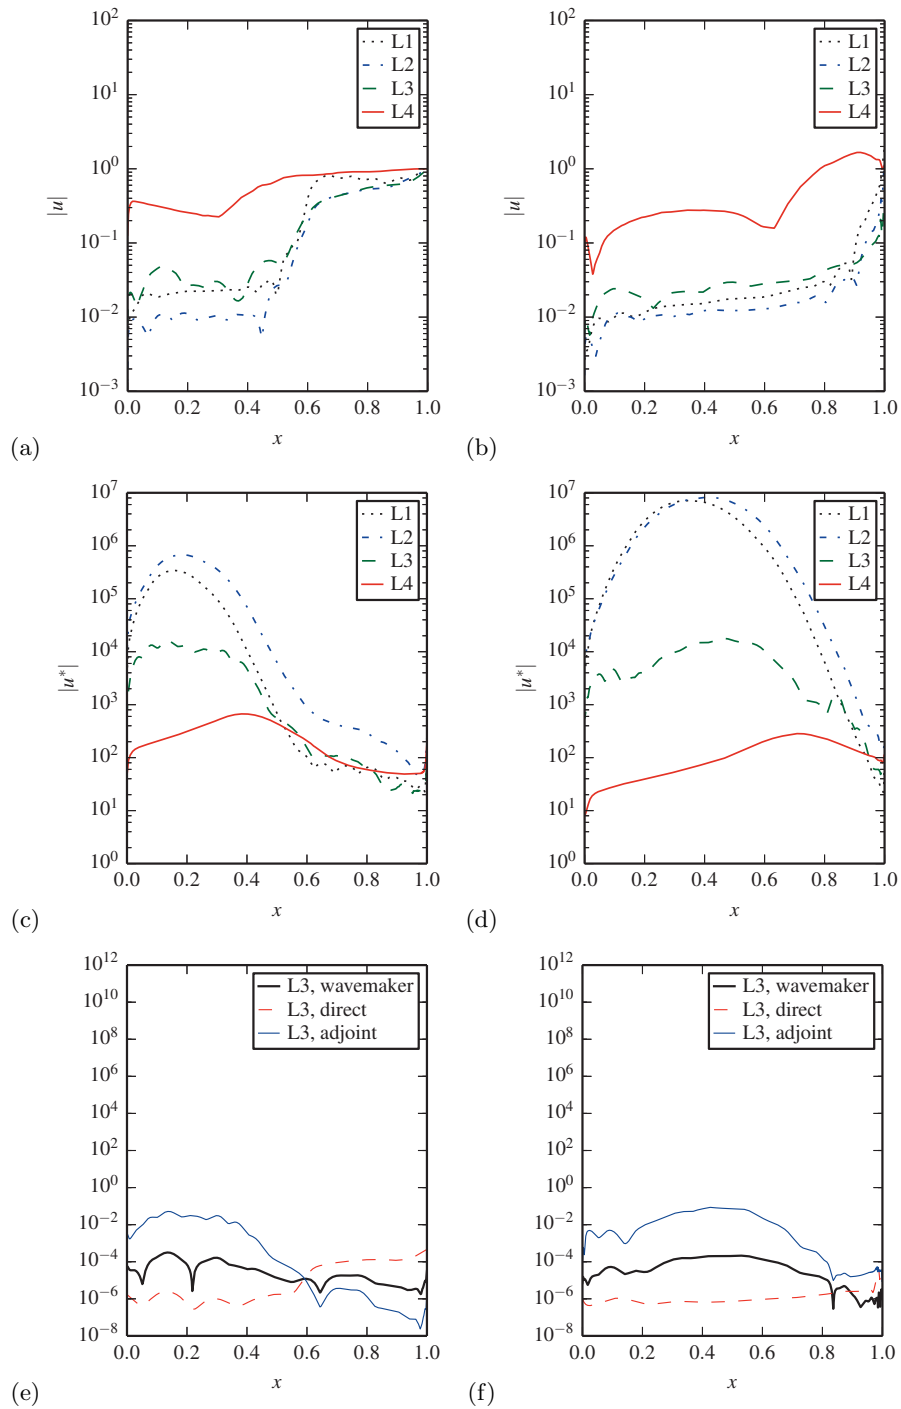 10^2
10^1
10^0
10^−1
10^−2
10^−3
|u|
L1
L2
L3
L4
0.0 0.2 0.4 0.6 0.8 1.0
x
(a)
10^2
10^1
10^0
10^−1
10^−2
10^−3
|u|
L1
L2
L3
L4
0.0 0.2 0.4 0.6 0.8 1.0
x
(b)
10^7
10^6
10^5
10^4
10^3
10^2
10^1
10^0
|u*|
L1
L2
L3
L4
0.0 0.2 0.4 0.6 0.8 1.0
x
(c)
10^7
10^6
10^5
10^4
10^3
10^2
10^1
10^0
|u*|
L1
L2
L3
L4
0.0 0.2 0.4 0.6 0.8 1.0
x
(d)
10^12
10^10
10^8
10^6
10^4
10^2
10^0
10^−2
10^−4
10^−6
10^−8
L3, wavemaker
L3, direct
L3, adjoint
0.0 0.2 0.4 0.6 0.8 1.0
x
(e)
10^12
10^10
10^8
10^6
10^4
10^2
10^0
10^−2
10^−4
10^−6
10^−8
L3, wavemaker
L3, direct
L3, adjoint
0.0 0.2 0.4 0.6 0.8 1.0
x
(f)